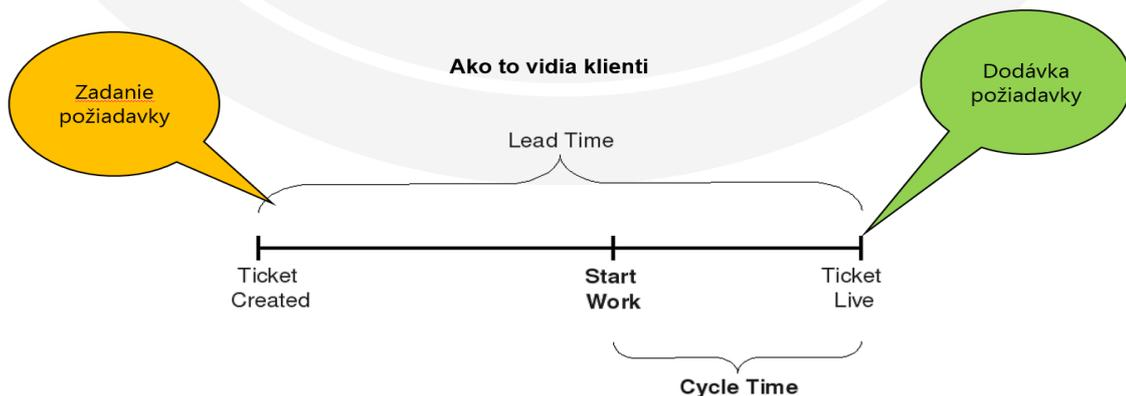 Ako to vidia klienti
Zadanie
požiadavky
Dodávka
požiadavky
Lead Time
Ticket
Created
Start
Work
Ticket
Live
Cycle Time